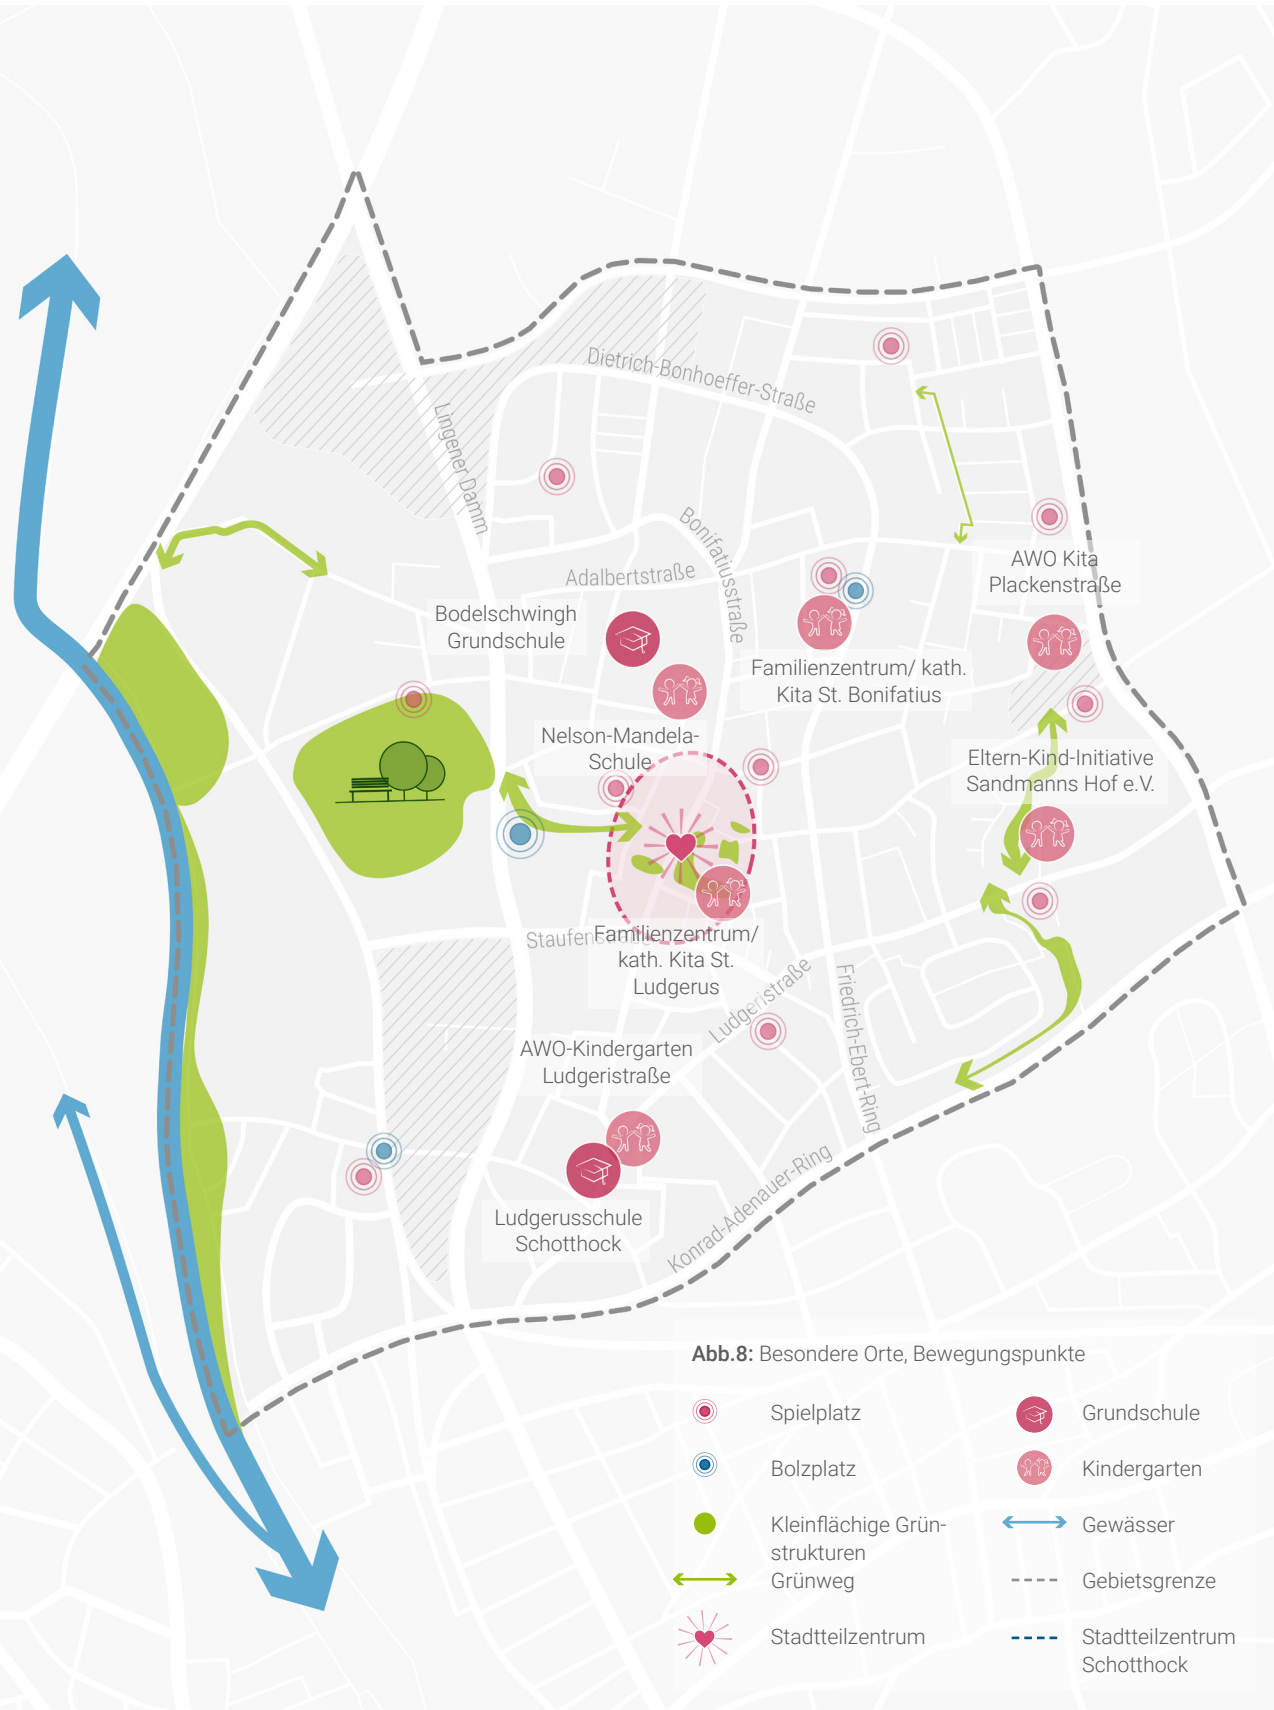 Dietrich-Bonhoeffer-Straße
Lingener Damm
Bonifatiusstraße
Adalbertstraße
AWO Kita
Plackenstraße
Bodelschwingh
Grundschule
Familienzentrum/ kath.
Kita St. Bonifatius
Nelson-Mandela-
Schule
Eltern-Kind-Initiative
Sandmanns Hof e.V.
Familienzentrum/
kath. Kita St.
Ludgerus
Ludgeristraße
Friedrich-Ebert-Ring
AWO-Kindergarten
Ludgeristraße
Ludgerusschule
Schotthock
Konrad-Adenauer-Ring
Abb.8: Besondere Orte, Bewegungspunkte
Spielplatz
Bolzplatz
Kleinflächige Grün-
strukturen
Grünweg
Stadtteilzentrum
Grundschule
Kindergarten
Gewässer
Gebietsgrenze
Stadtteilzentrum
Schotthock